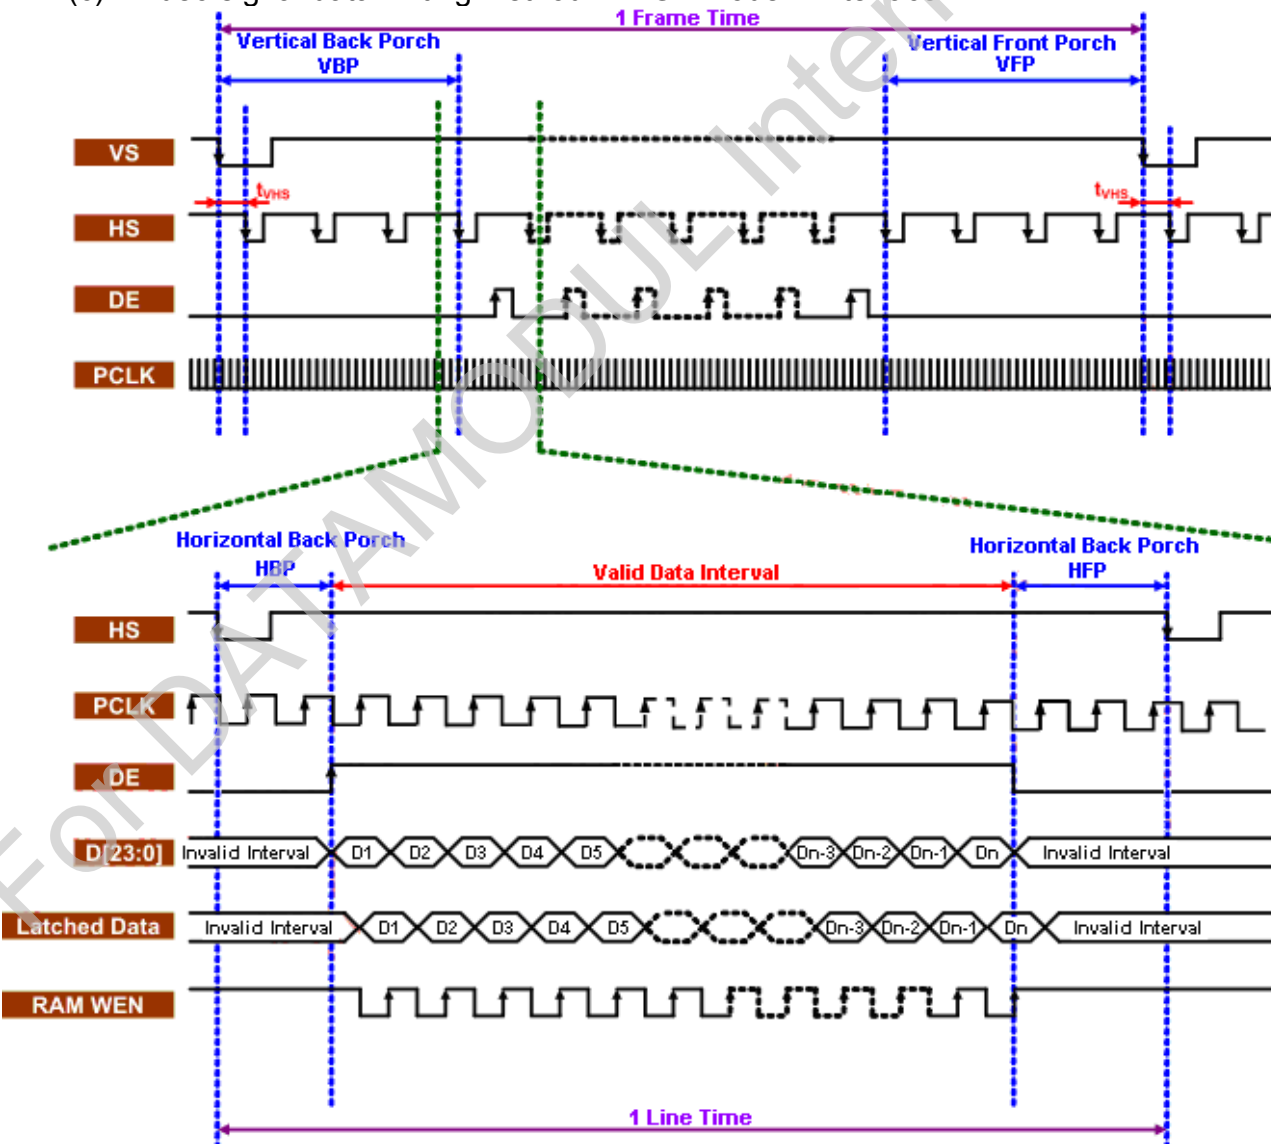 1 Frame Time
Vertical Back Porch
VBP
Vertical Front Porch
VFP
VS
tVHS
tVHS
HS
DE
PCLK
Horizontal Back Porch
HBP
Valid Data Interval
Horizontal Back Porch
HFP
HS
PCLK
DE
D[23:0] Invalid Interval D1 D2 D3 D4 D5 Dn-3 Dn-2 Dn-1 Dn Invalid Interval
Latched Data Invalid Interval D1 D2 D3 D4 D5 Dn-3 Dn-2 Dn-1 Dn Invalid Interval
RAM WEN
1 Line Time
For DATAMODUL Inter